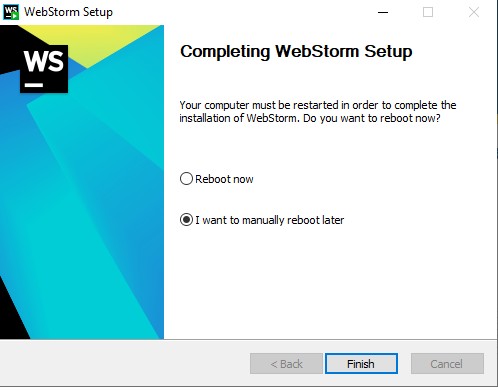 WS
WebStorm Setup
WS
Completing WebStorm Setup
Your computer must be restarted in order to complete the
installation of WebStorm. Do you want to reboot now?
Reboot now
I want to manually reboot later
< Back
Finish
Cancel